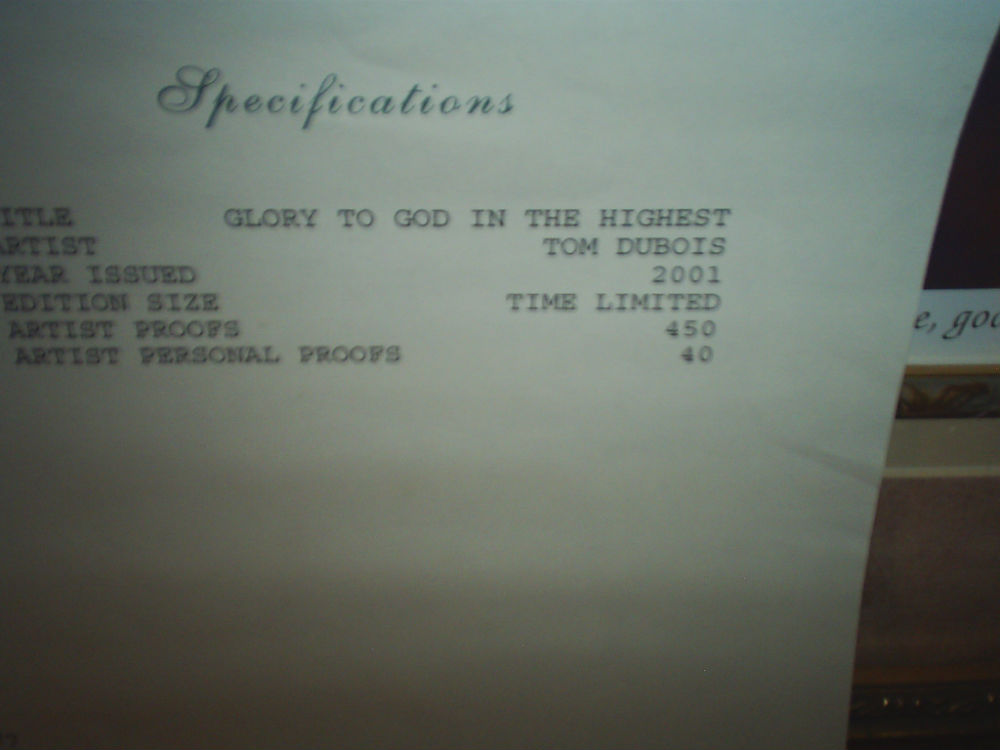 Specifications
ITLE GLORY TO GOD IN THE HIGHEST
ARTIST TOM DUBOIS
YEAR ISSUED 2001
EDITION SIZE TIME LIMITED
ARTIST PROOFS 450
ARTIST PERSONAL PROOFS 40
e, goo